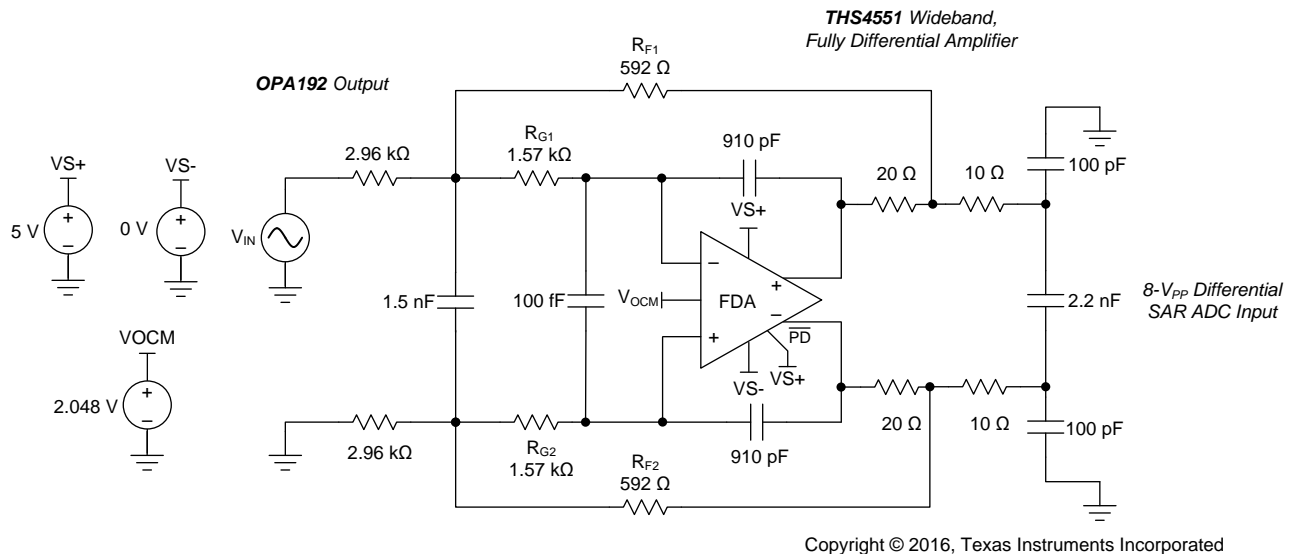 THS4551 Wideband,
Fully Differential Amplifier
RF1
592 Ω
OPA192 Output
RG1
1.57 kΩ
910 pF
VS+
VS-
2.96 kΩ
100 pF
20 Ω
10 Ω
VS+
5 V
0 V
VIN
1.5 nF
100 fF
VOCM
FDA
PD
2.2 nF
8-VPP Differential
SAR ADC Input
VOCM
VS-
VS+
2.048 V
2.96 kΩ
RG2
1.57 kΩ
910 pF
20 Ω
10 Ω
100 pF
RF2
592 Ω
Copyright © 2016, Texas Instruments Incorporated